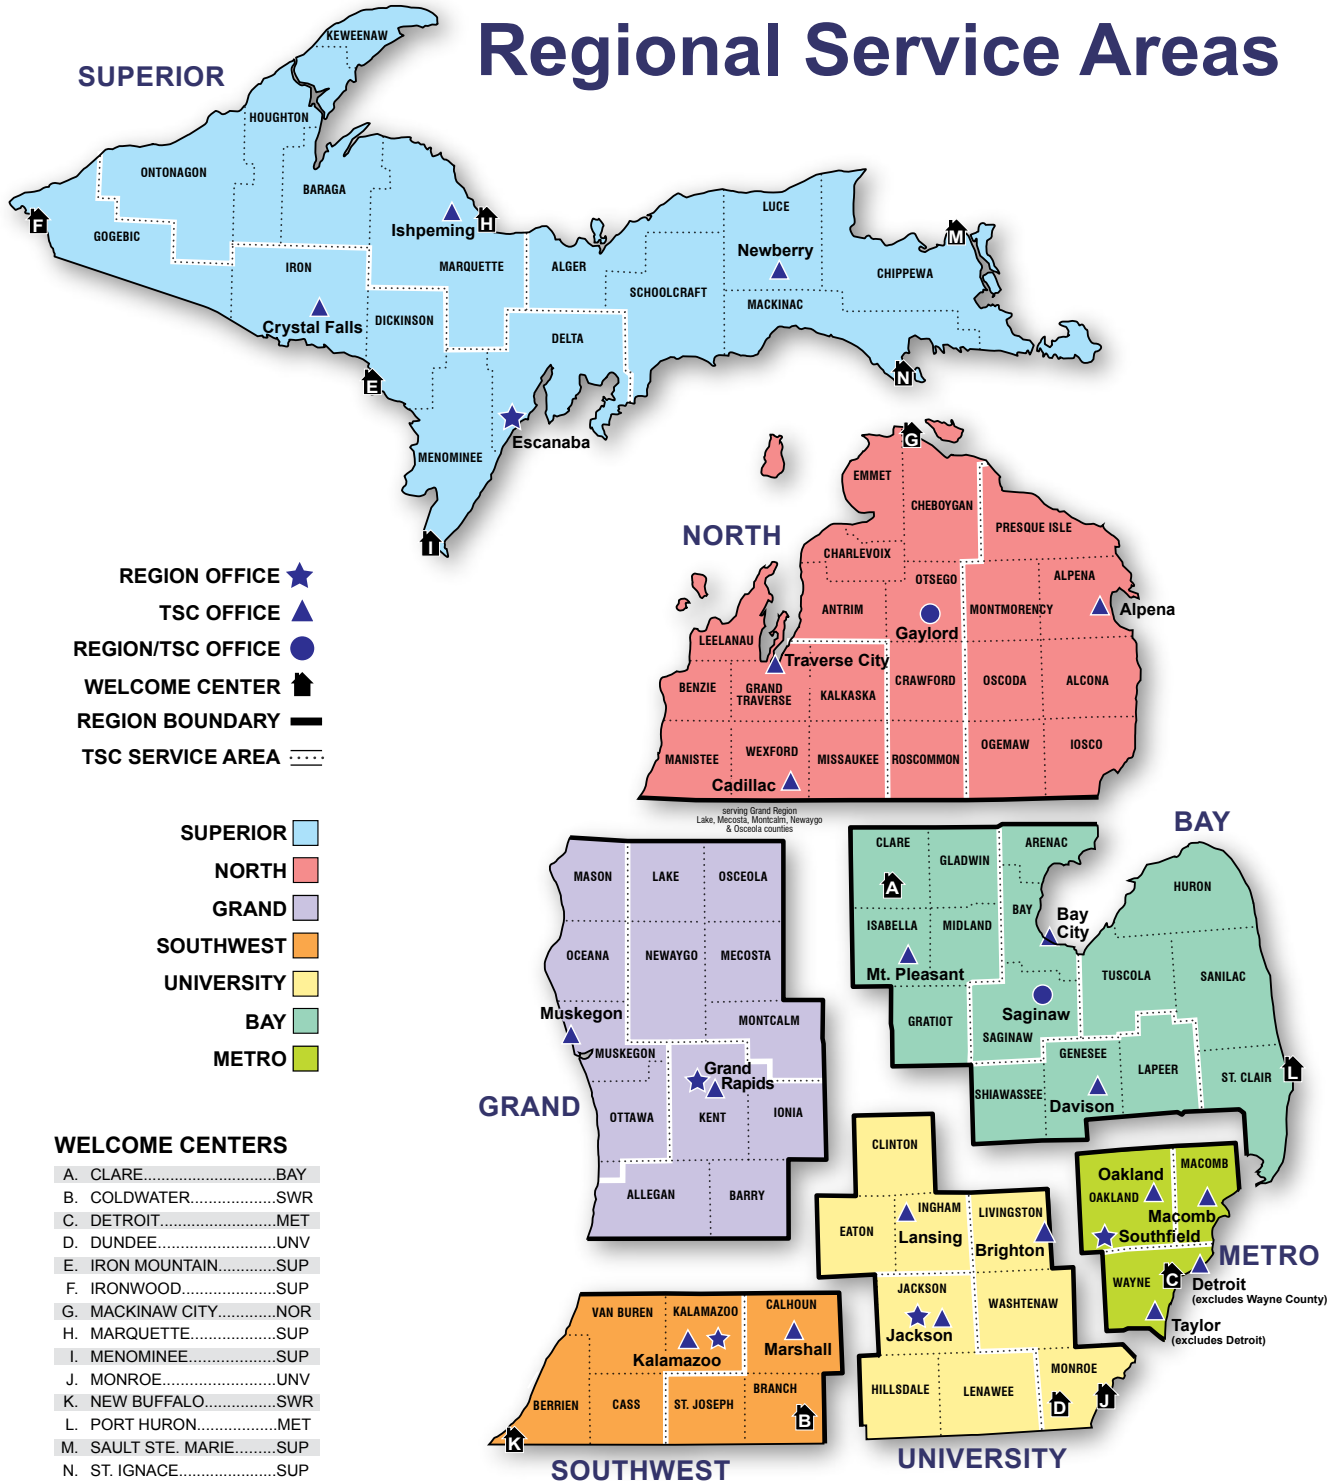 Regional Service Areas
SUPERIOR
KEWEENAW
HOUGHTON
ONTONAGON
BARAGA
GOGEBIC
F
Ishpeming
H
MARQUETTE
IRON
Crystal Falls
DICKINSON
E
ALGER
SCHOOLCRAFT
LUCE
Newberry
MACKINAC
CHIPPEWA
M
N
DELTA
Escanaba
MENOMINEE
I
NORTH
G
EMMET
CHEBOYGAN
PRESQUE ISLE
CHARLEVOIX
OTSEGO
ALPENA
ANTRIM
MONTMORENCY
Alpena
Gaylord
LEELANAU
Traverse City
BENZIE
GRAND
TRAVERSE
KALKASKA
CRAWFORD
OSCODA
ALCONA
MANISTEE
WEXFORD
MISSAUKEE
ROSCOMMON
OGEMAW
IOSCO
Cadillac
serving Grand Region
Lake, Mecosta, Montcalm, Newaygo
& Osceola counties
REGION OFFICE
TSC OFFICE
REGION/TSC OFFICE
WELCOME CENTER
REGION BOUNDARY
TSC SERVICE AREA
SUPERIOR
NORTH
GRAND
SOUTHWEST
UNIVERSITY
BAY
METRO
MASON
LAKE
OSCEOLA
OCEANA
NEWAYGO
MECOSTA
Muskegon
MONTCALM
MUSKEGON
Grand
Rapids
GRAND
OTTAWA
KENT
IONIA
ALLEGAN
BARRY
BAY
CLARE
GLADWIN
ARENAC
HURON
A
ISABELLA
MIDLAND
BAY
Bay
City
Mt. Pleasant
TUSCOLA
SANILAC
GRATIOT
Saginaw
SAGINAW
GENESEE
SHIAWASSEE
LAPEER
ST. CLAIR
L
Davison
CLINTON
EATON
INGHAM
Lansing
LIVINGSTON
Brighton
JACKSON
Jackson
WASHTENAW
HILLSDALE
LENAWEE
MONROE
D
J
UNIVERSITY
Oakland
MACOMB
OAKLAND
Macomb
Southfield
METRO
WAYNE
C
Detroit
(excludes Wayne County)
Taylor
(excludes Detroit)
VAN BUREN
KALAMAZOO
CALHOUN
Kalamazoo
Marshall
BERRIEN
CASS
ST. JOSEPH
BRANCH
B
K
SOUTHWEST
WELCOME CENTERS
A. CLARE..............................BAY
B. COLDWATER...................SWR
C. DETROIT..........................MET
D. DUNDEE..........................UNV
E. IRON MOUNTAIN.............SUP
F. IRONWOOD.....................SUP
G. MACKINAW CITY.............NOR
H. MARQUETTE...................SUP
I. MENOMINEE....................SUP
J. MONROE.........................UNV
K. NEW BUFFALO................SWR
L. PORT HURON.................MET
M. SAULT STE. MARIE.........SUP
N. ST. IGNACE......................SUP